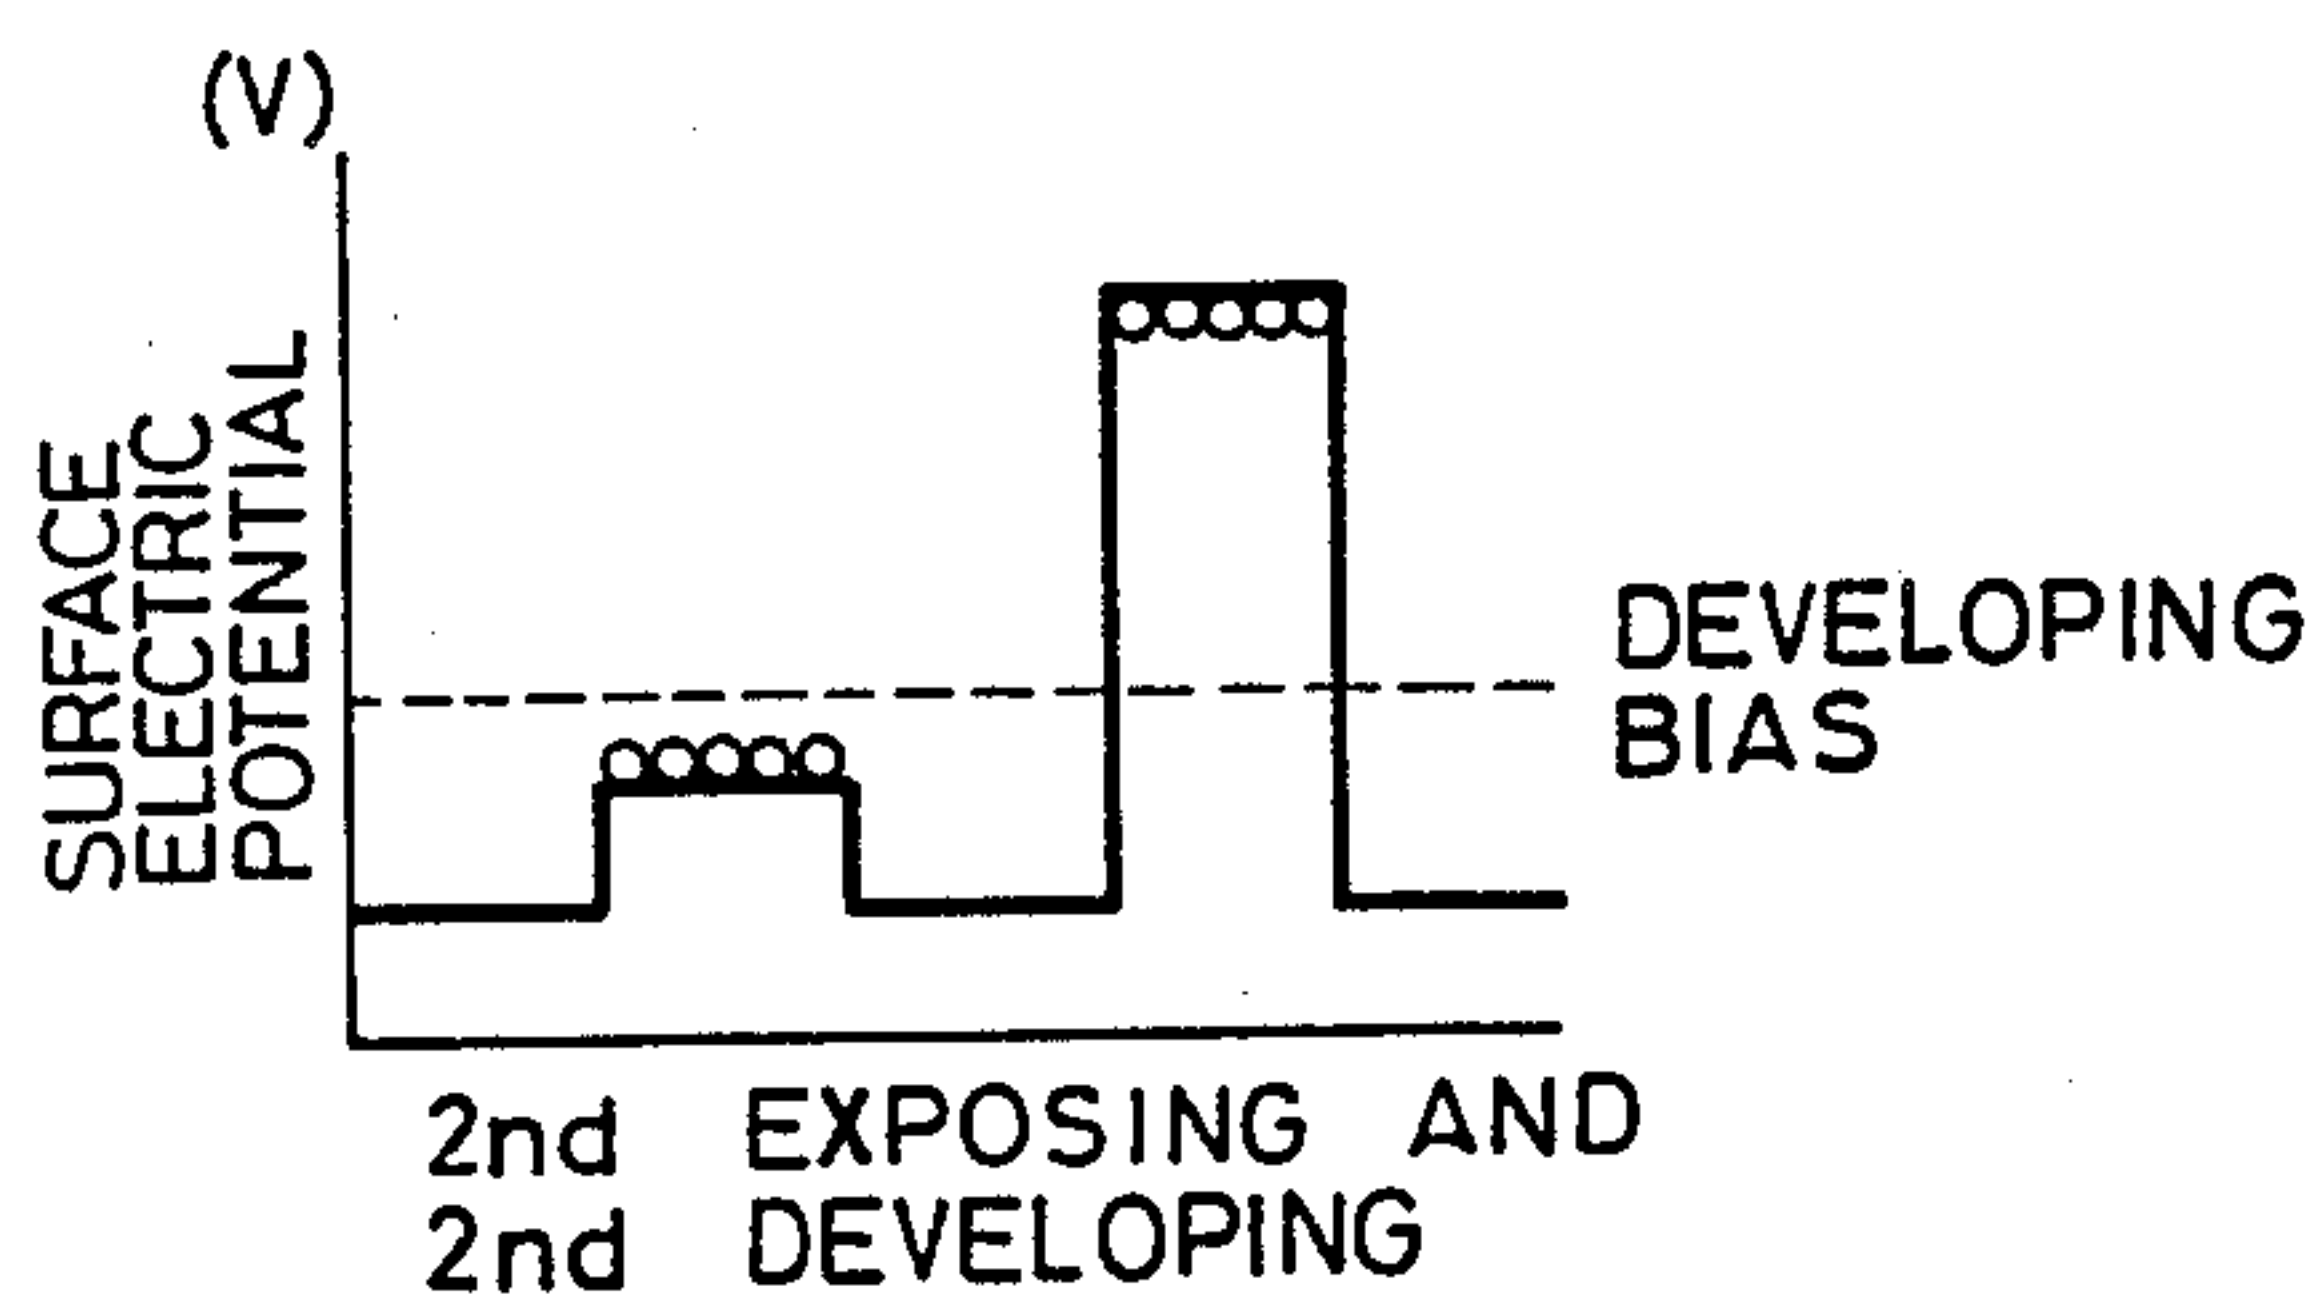 (V)
SURFACE
ELECTRIC
POTENTIAL
DEVELOPING
BIAS
2nd EXPOSING AND
2nd DEVELOPING